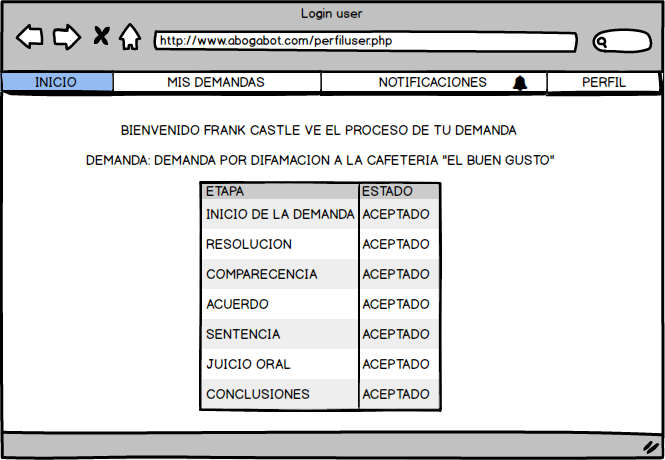 Login user
http://www.abogabot.com/perfiluser.php
INICIO MIS DEMANDAS NOTIFICACIONES PERFIL
BIENVENIDO FRANK CASTLE VE EL PROCESO DE TU DEMANDA
DEMANDA: DEMANDA POR DIFAMACION A LA CAFETERIA "EL BUEN GUSTO"
ETAPA ESTADO
INICIO DE LA DEMANDA ACEPTADO
RESOLUCION ACEPTADO
COMPARECENCIA ACEPTADO
ACUERDO ACEPTADO
SENTENCIA ACEPTADO
JUICIO ORAL ACEPTADO
CONCLUSIONES ACEPTADO